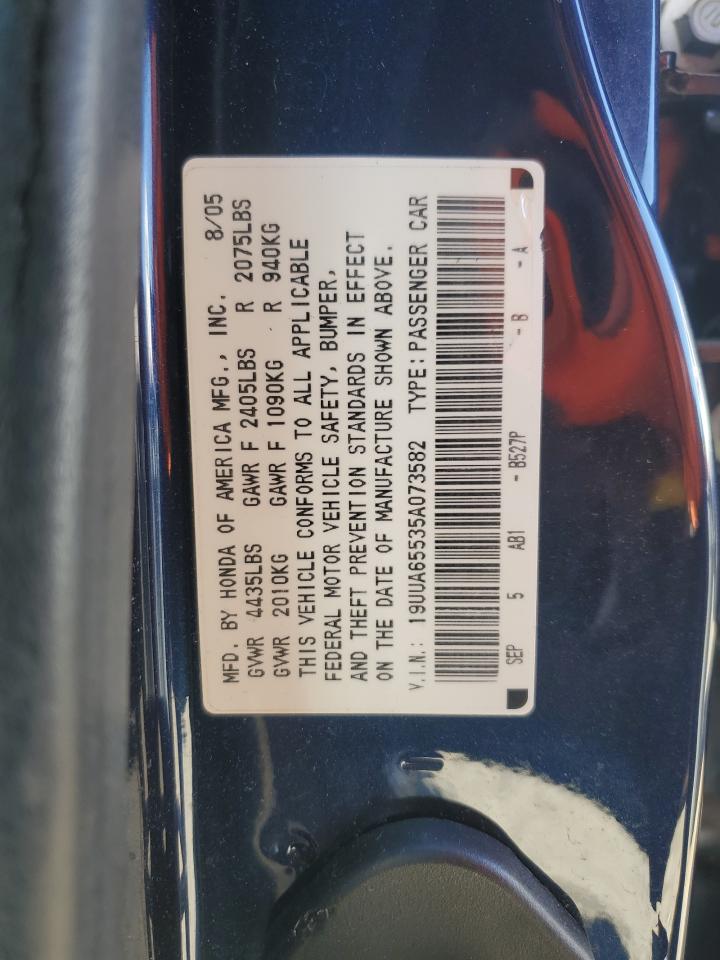 MFD. BY HONDA OF AMERICA MFG., INC. 8/05
GVWR 4435LBS GAWR F 2405LBS R 2075LBS
GVWR 2010KG GAWR F 1090KG R 940KG
THIS VEHICLE CONFORMS TO ALL APPLICABLE
FEDERAL MOTOR VEHICLE SAFETY, BUMPER,
AND THEFT PREVENTION STANDARDS IN EFFECT
ON THE DATE OF MANUFACTURE SHOWN ABOVE.
V.I.N.: 19UUA65535A073582 TYPE: PASSENGER CAR
SEP 5 AB1 - B527P - B - A